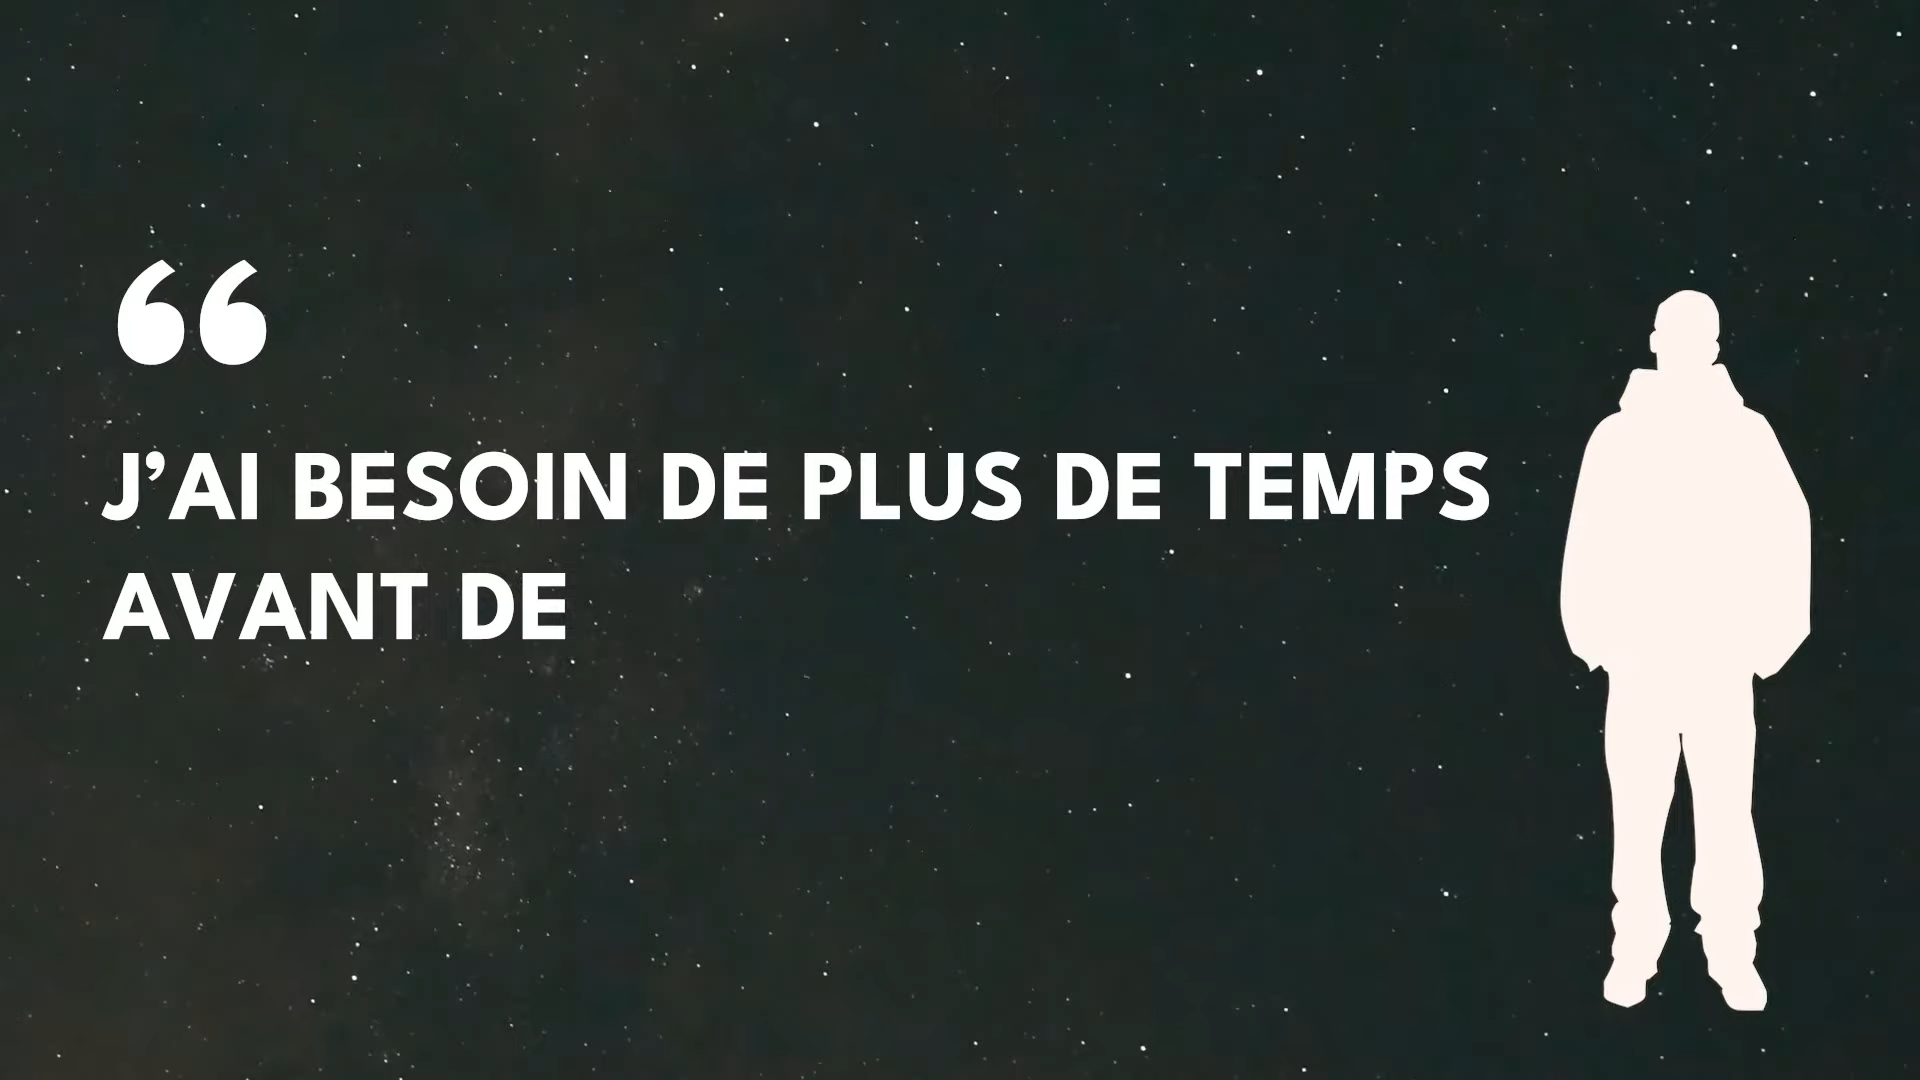 “
J’AI BESOIN DE PLUS DE TEMPS
AVANT DE